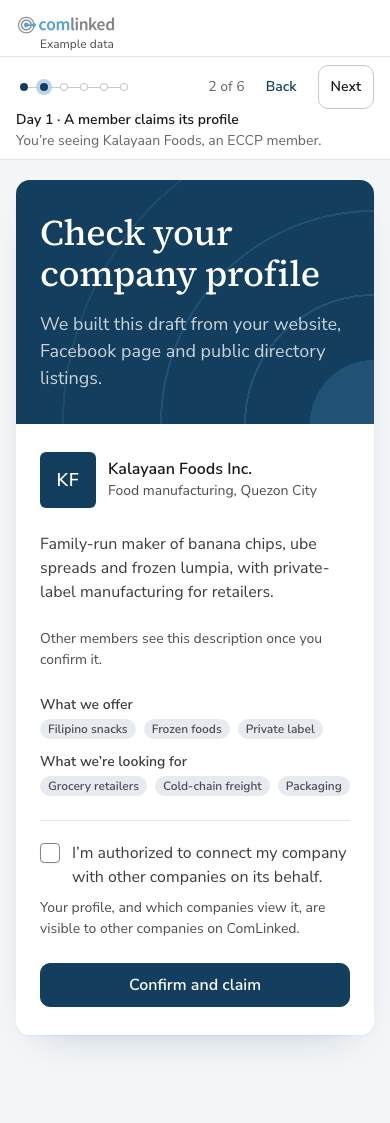 comlinked
Example data
2 of 6 Back Next
Day 1 · A member claims its profile
You’re seeing Kalayaan Foods, an ECCP member.
Check your
company profile
We built this draft from your website,
Facebook page and public directory
listings.
KF
Kalayaan Foods Inc.
Food manufacturing, Quezon City
Family-run maker of banana chips, ube
spreads and frozen lumpia, with private-
label manufacturing for retailers.
Other members see this description once you
confirm it.
What we offer
Filipino snacks Frozen foods Private label
What we’re looking for
Grocery retailers Cold-chain freight Packaging
I’m authorized to connect my company
with other companies on its behalf.
Your profile, and which companies view it, are
visible to other companies on ComLinked.
Confirm and claim